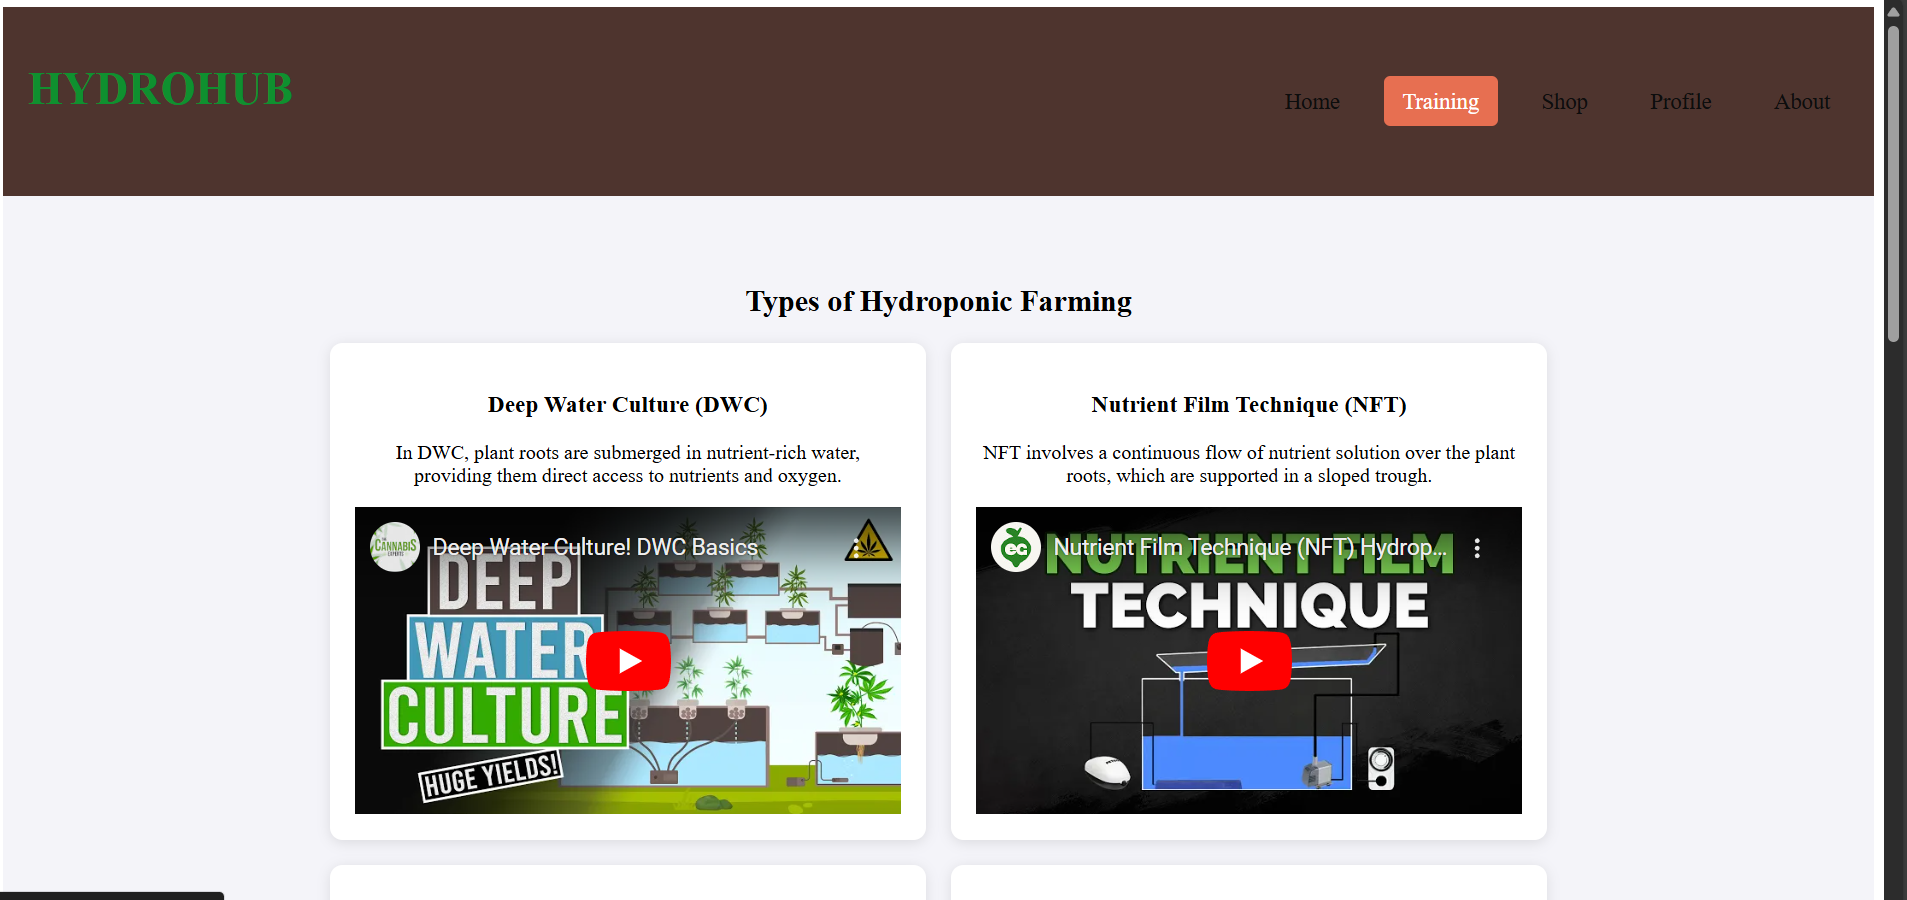 HYDROHUB
Home Training Shop Profile About
Types of Hydroponic Farming
Deep Water Culture (DWC)
In DWC, plant roots are submerged in nutrient-rich water,
providing them direct access to nutrients and oxygen.
CANNABIS
Deep Water Culture! DWC Basics
DEEP
WATER
CULTURE
HUGE YIELDS!
Nutrient Film Technique (NFT)
NFT involves a continuous flow of nutrient solution over the plant
roots, which are supported in a sloped trough.
eg
Nutrient Film Technique (NFT) Hydrop...
NUTRIENT FILM
TECHNIQUE